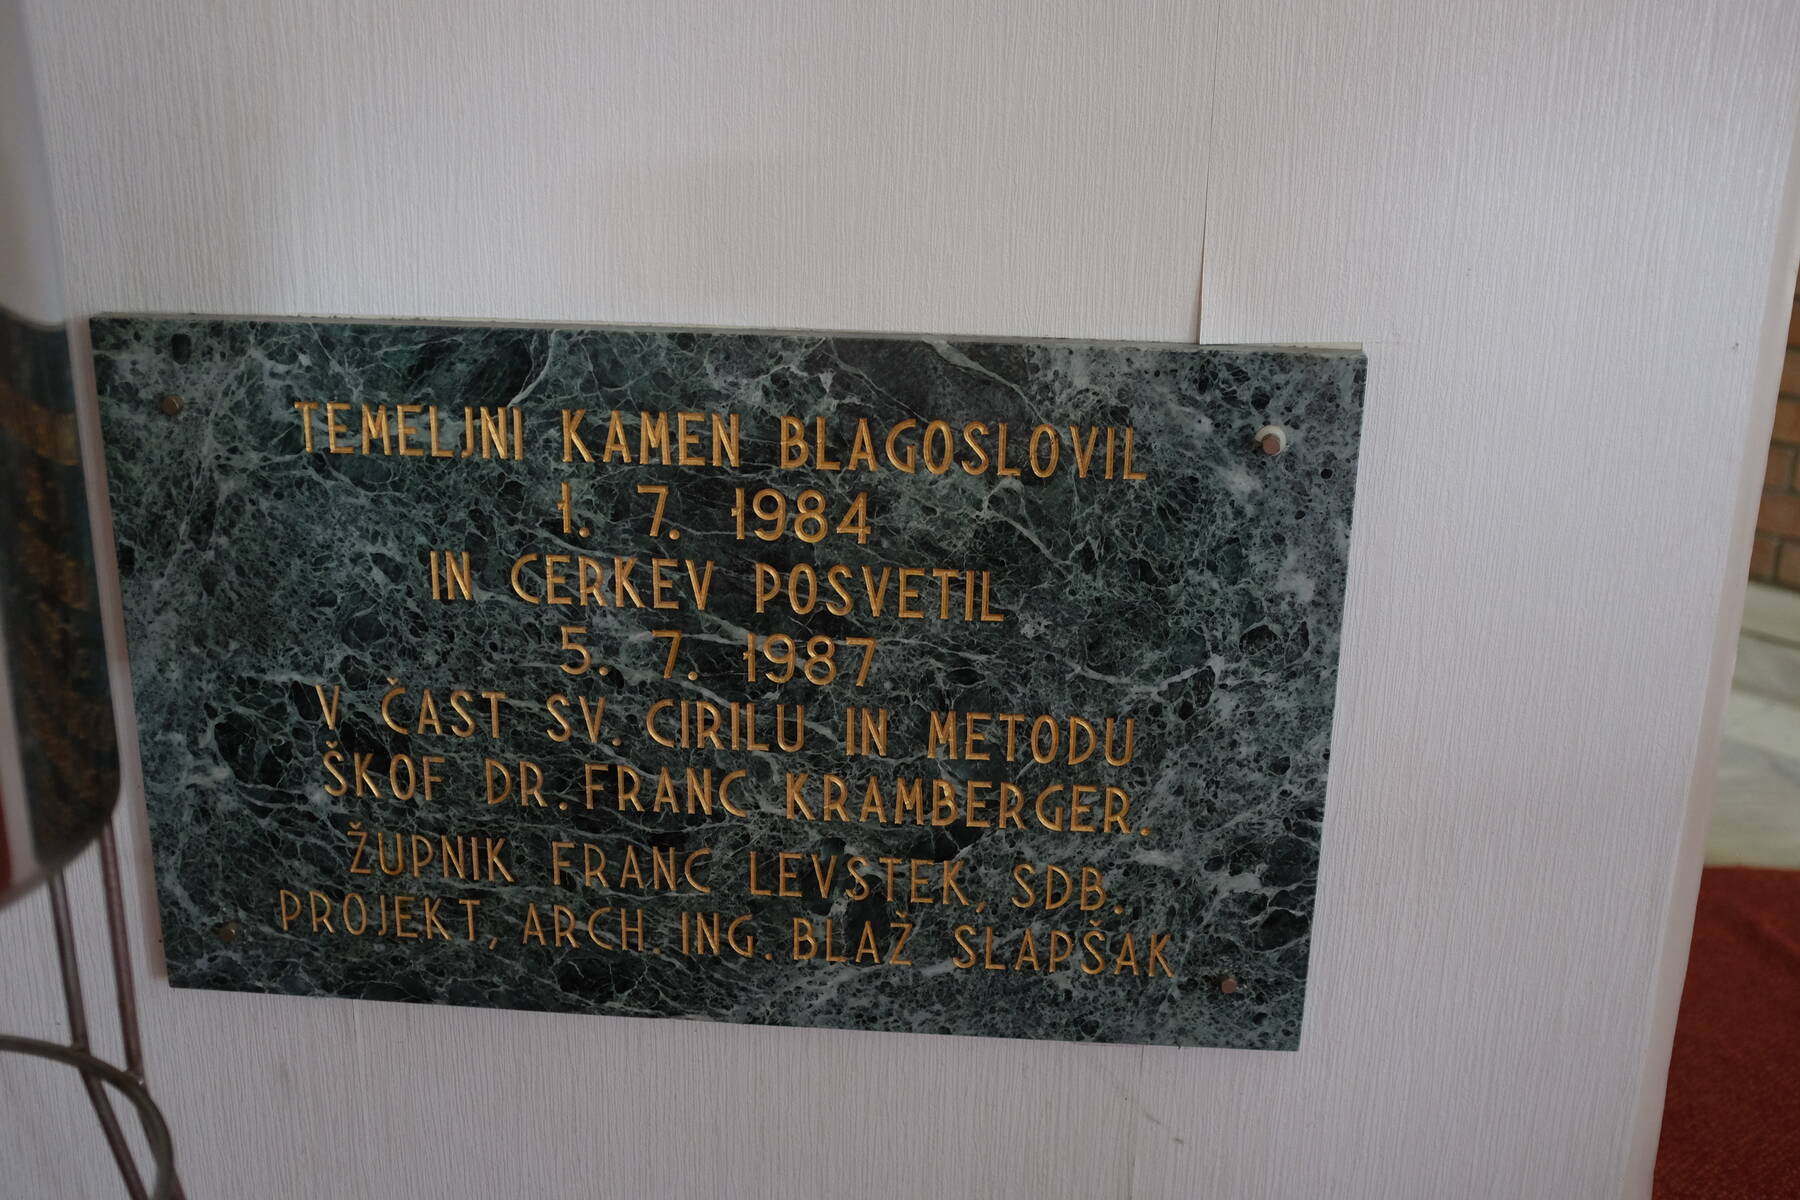 TEMELJNI KAMEN BLAGOSLOVIL
1. 7. 1984
IN CERKEV POSVETIL
5. 7. 1987
V ČAST SV. CIRILU IN METODU
ŠKOF DR. FRANC KRAMBERGER.
ŽUPNIK FRANC LEVSTEK, SDB.
PROJEKT, ARCH. ING. BLAŽ SLAPŠAK